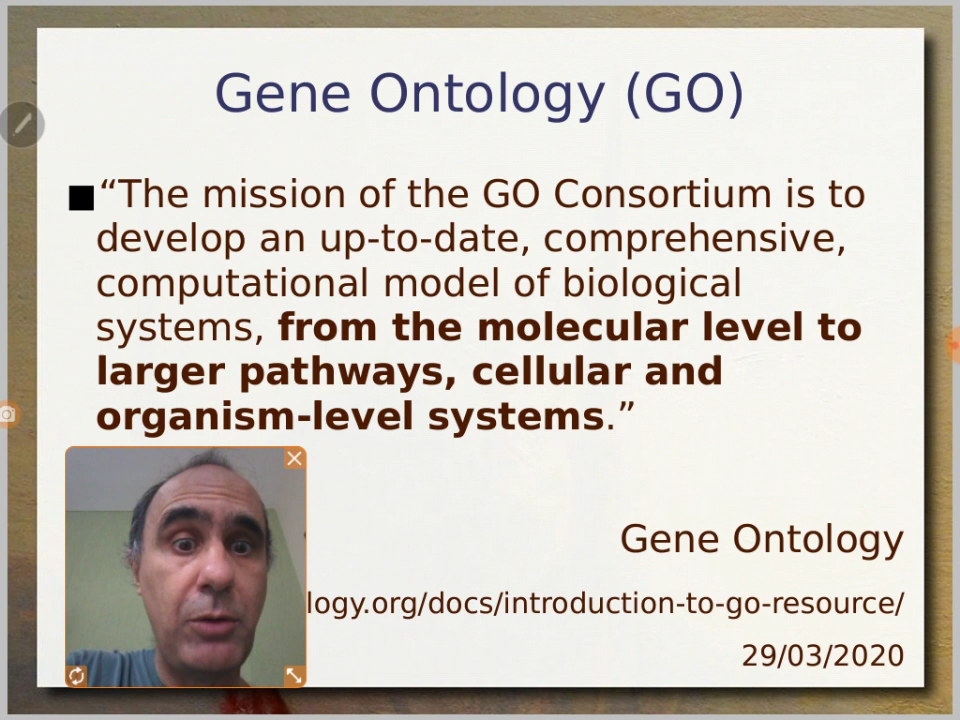 Gene Ontology (GO)
“The mission of the GO Consortium is to
develop an up-to-date, comprehensive,
computational model of biological
systems, from the molecular level to
larger pathways, cellular and
organism-level systems.”
Gene Ontology
logy.org/docs/introduction-to-go-resource/
29/03/2020